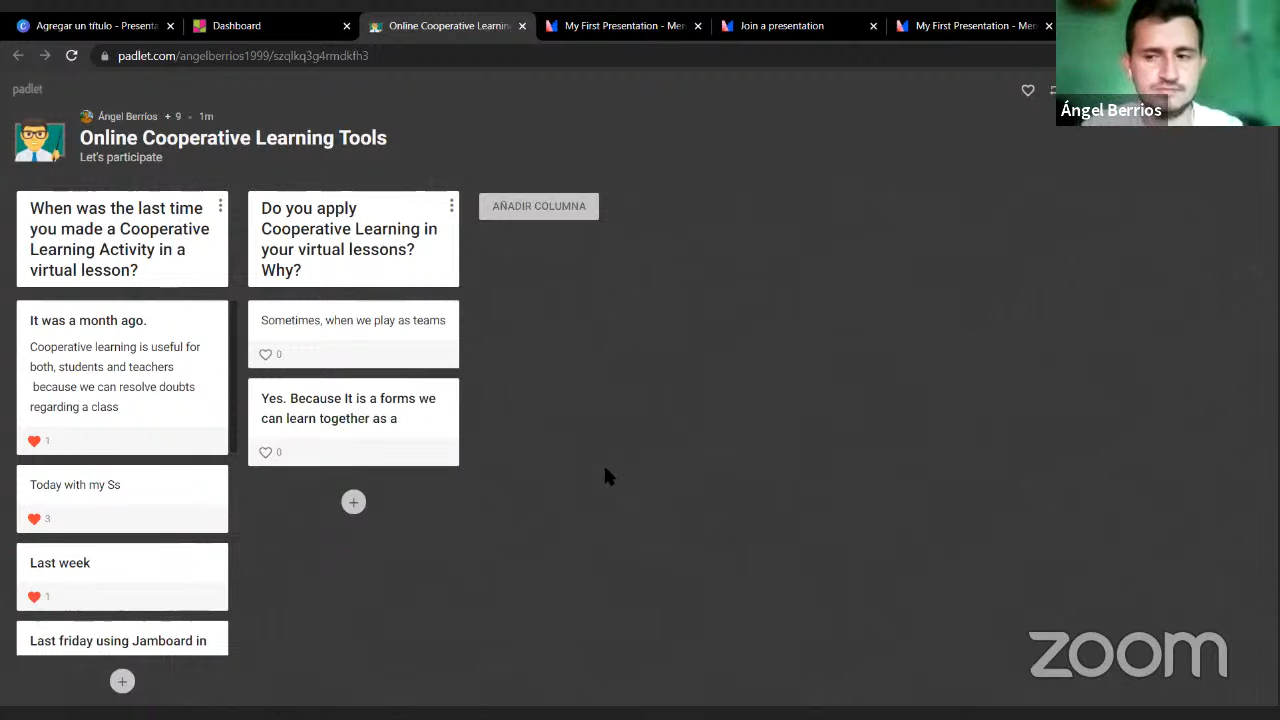 Agregar un título - Presenta
Dashboard
Online Cooperative Learnin
My First Presentation - Men
Join a presentation
My First Presentation - Men
padlet.com/angelberrios1999/szqlkq3g4rmdkfh3
padlet
Ángel Berríos + 9 • 1m
Online Cooperative Learning Tools
Let's participate
Ángel Berrios
When was the last time
you made a Cooperative
Learning Activity in a
virtual lesson?
It was a month ago.
Cooperative learning is useful for
both, students and teachers
because we can resolve doubts
regarding a class
1
Today with my Ss
3
Last week
1
Last friday using Jamboard in
+
Do you apply
Cooperative Learning in
your virtual lessons?
Why?
Sometimes, when we play as teams
0
Yes. Because It is a forms we
can learn together as a
0
+
AÑADIR COLUMNA
zoom